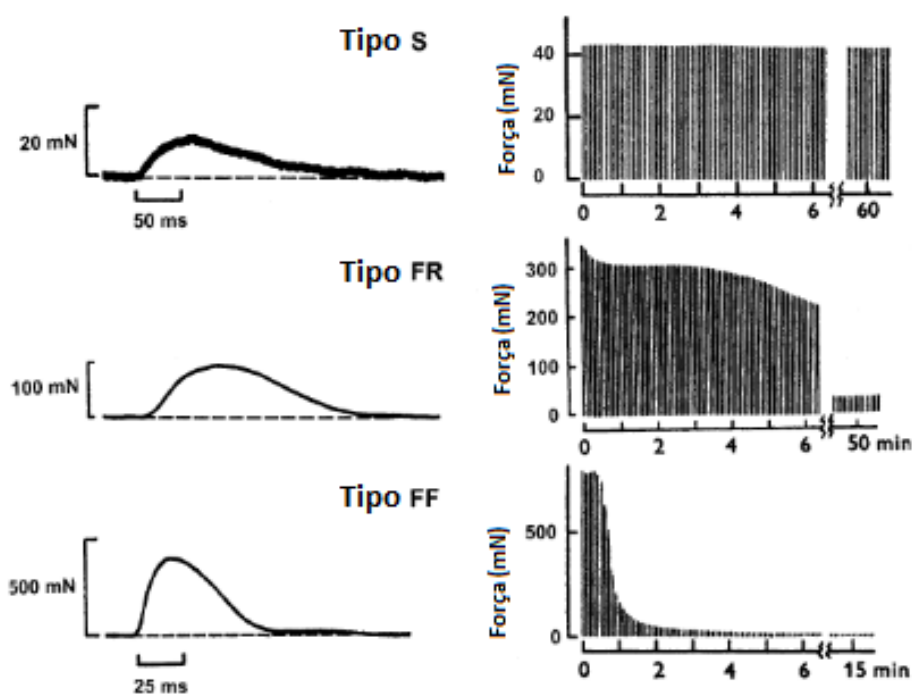 Tipo S
20 mN
50 ms
Força (mN)
40
20
0
0 2 4 6 60
Tipo FR
100 mN
Força (mN)
300
200
100
0
0 2 4 6 50 min
Tipo FF
500 mN
25 ms
Força (mN)
500
0
0 2 4 6 15 min